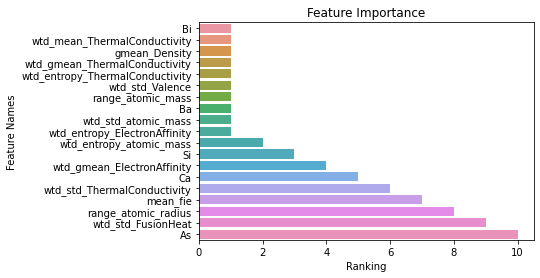 Feature Importance
Feature Names
Bi
wtd_mean_ThermalConductivity
gmean_Density
wtd_gmean_ThermalConductivity
wtd_entropy_ThermalConductivity
wtd_std_Valence
range_atomic_mass
Ba
wtd_std_atomic_mass
wtd_entropy_ElectronAffinity
wtd_entropy_atomic_mass
Si
wtd_gmean_ElectronAffinity
Ca
wtd_std_ThermalConductivity
mean_fie
range_atomic_radius
wtd_std_FusionHeat
As
0 2 4 6 8 10
Ranking